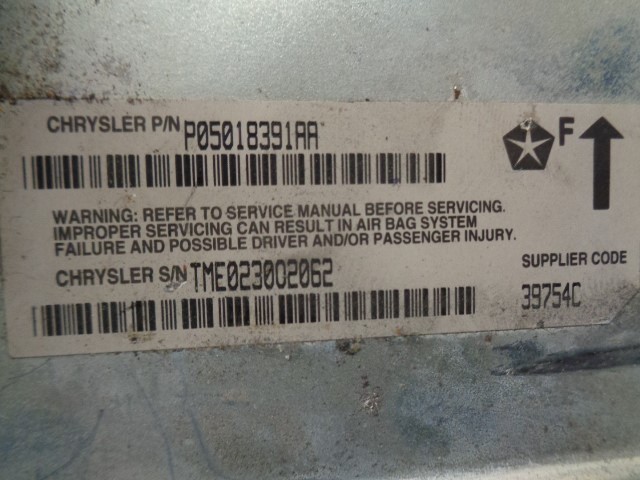 CHRYSLER P/N P05018391AA
F
WARNING: REFER TO SERVICE MANUAL BEFORE SERVICING.
IMPROPER SERVICING CAN RESULT IN AIR BAG SYSTEM
FAILURE AND POSSIBLE DRIVER AND/OR PASSENGER INJURY.
CHRYSLER S/N TME023002062
SUPPLIER CODE
39754C